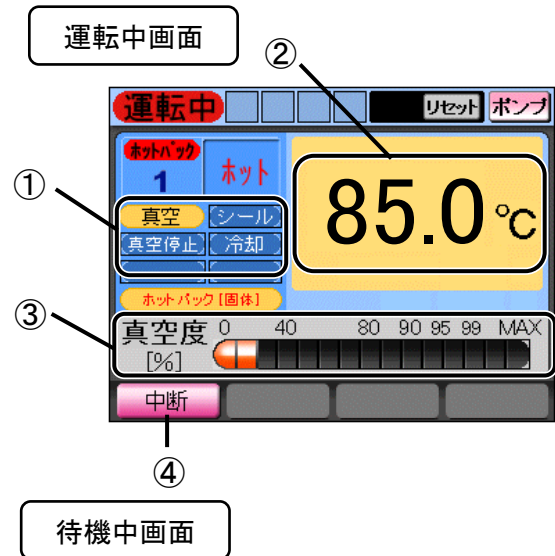 運転中画面
②
運転中 リセット ポンプ
ホットパック
1 ホット
①
85.0 ℃
真空 シール
真空停止 冷却
ホットパック[固体]
③
真空度 0 40 80 90 95 99 MAX
[%]
中断
④
待機中画面